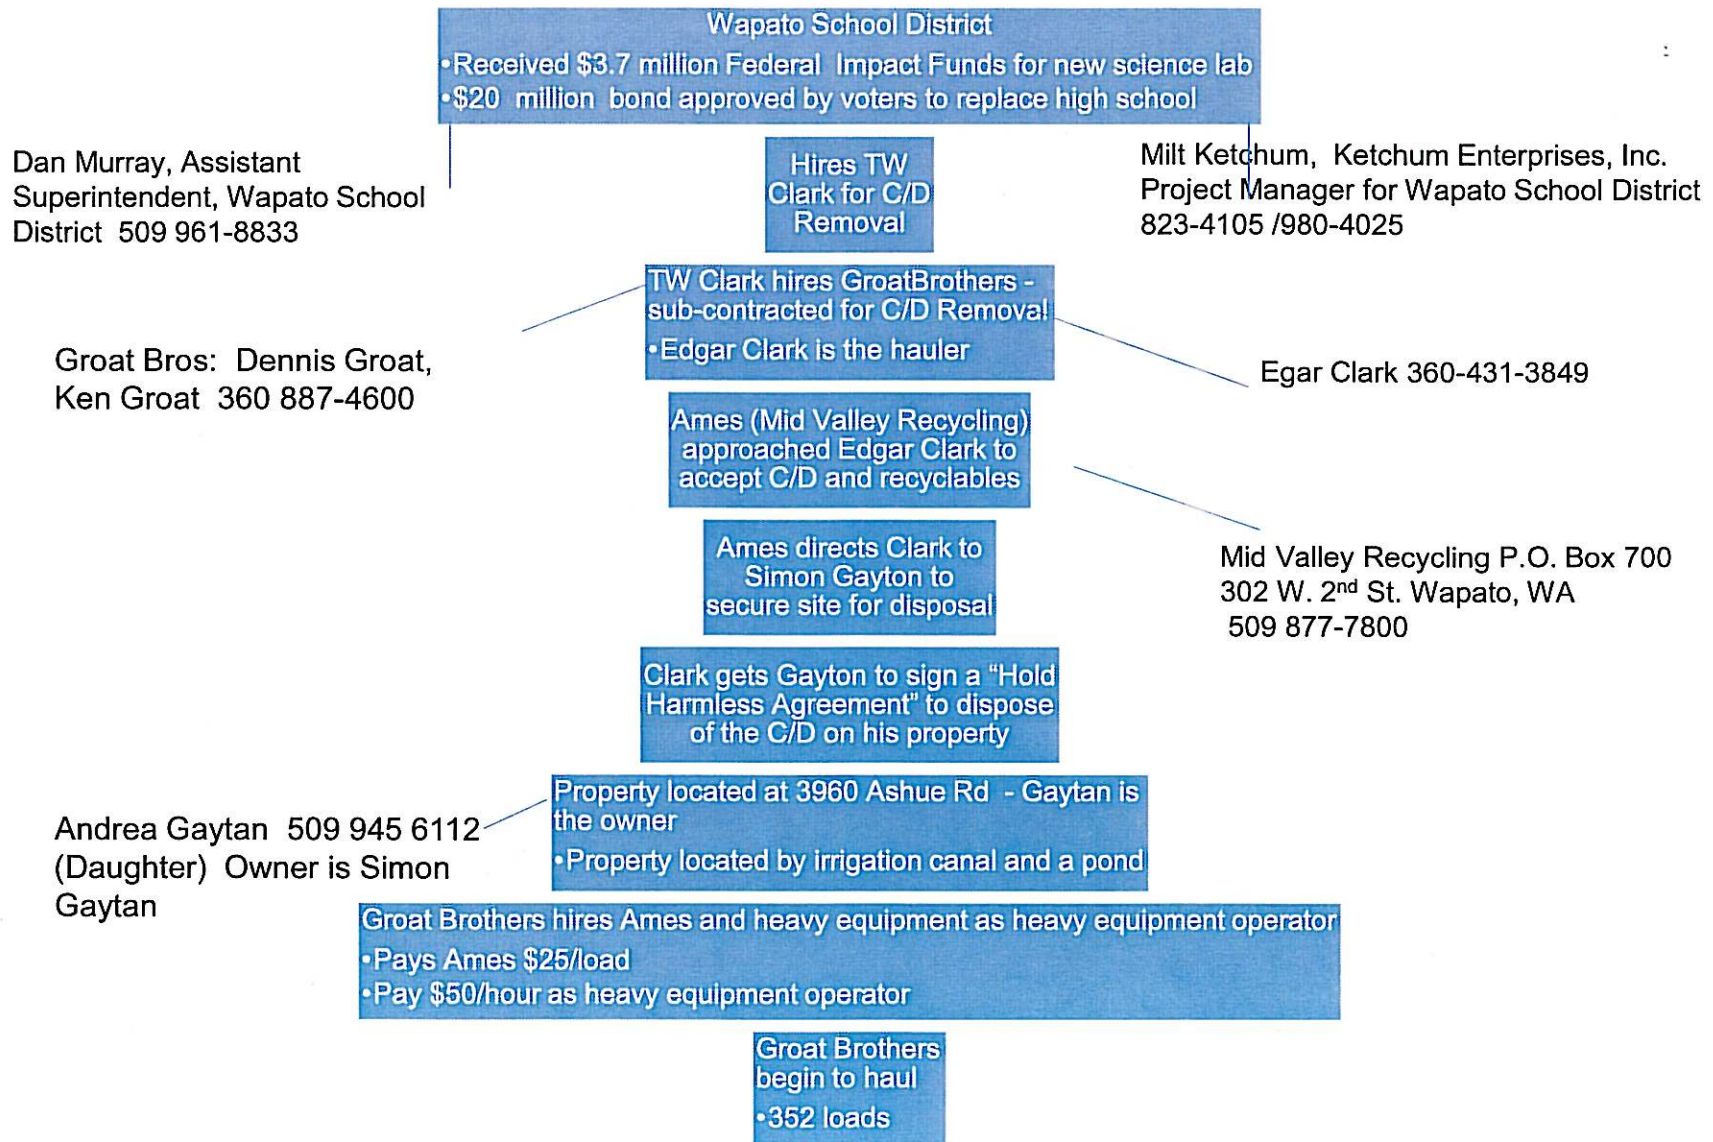 Wapato School District
•Received $3.7 million Federal Impact Funds for new science lab
•$20 million bond approved by voters to replace high school
Dan Murray, Assistant
Superintendent, Wapato School
District 509 961-8833
Hires TW
Clark for C/D
Removal
Milt Ketchum, Ketchum Enterprises, Inc.
Project Manager for Wapato School District
823-4105 /980-4025
TW Clark hires GroatBrothers -
sub-contracted for C/D Removal
•Edgar Clark is the hauler
Groat Bros: Dennis Groat,
Ken Groat 360 887-4600
Egar Clark 360-431-3849
Ames (Mid Valley Recycling)
approached Edgar Clark to
accept C/D and recyclables
Ames directs Clark to
Simon Gayton to
secure site for disposal
Mid Valley Recycling P.O. Box 700
302 W. 2nd St. Wapato, WA
509 877-7800
Clark gets Gayton to sign a “Hold
Harmless Agreement” to dispose
of the C/D on his property
Property located at 3960 Ashue Rd - Gaytan is
the owner
•Property located by irrigation canal and a pond
Andrea Gaytan 509 945 6112
(Daughter) Owner is Simon
Gaytan
Groat Brothers hires Ames and heavy equipment as heavy equipment operator
•Pays Ames $25/load
•Pay $50/hour as heavy equipment operator
Groat Brothers
begin to haul
•352 loads